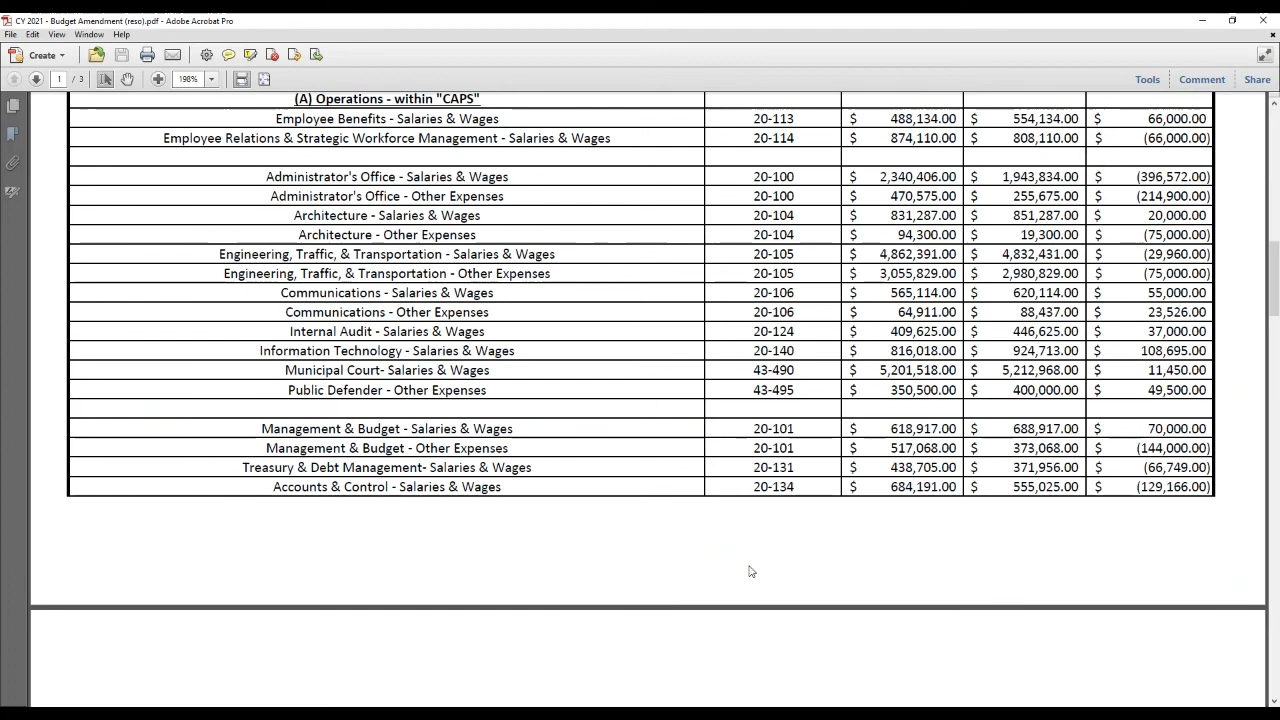 CY 2021 - Budget Amendment (reso).pdf - Adobe Acrobat Pro
File Edit View Window Help
Create
1 / 3 198% Tools Comment Share
(A) Operations - within "CAPS"
Employee Benefits - Salaries & Wages 20-113 $ 488,134.00 $ 554,134.00 $ 66,000.00
Employee Relations & Strategic Workforce Management - Salaries & Wages 20-114 $ 874,110.00 $ 808,110.00 $ (66,000.00)
Administrator's Office - Salaries & Wages 20-100 $ 2,340,406.00 $ 1,943,834.00 $ (396,572.00)
Administrator's Office - Other Expenses 20-100 $ 470,575.00 $ 255,675.00 $ (214,900.00)
Architecture - Salaries & Wages 20-104 $ 831,287.00 $ 851,287.00 $ 20,000.00
Architecture - Other Expenses 20-104 $ 94,300.00 $ 19,300.00 $ (75,000.00)
Engineering, Traffic, & Transportation - Salaries & Wages 20-105 $ 4,862,391.00 $ 4,832,431.00 $ (29,960.00)
Engineering, Traffic, & Transportation - Other Expenses 20-105 $ 3,055,829.00 $ 2,980,829.00 $ (75,000.00)
Communications - Salaries & Wages 20-106 $ 565,114.00 $ 620,114.00 $ 55,000.00
Communications - Other Expenses 20-106 $ 64,911.00 $ 88,437.00 $ 23,526.00
Internal Audit - Salaries & Wages 20-124 $ 409,625.00 $ 446,625.00 $ 37,000.00
Information Technology - Salaries & Wages 20-140 $ 816,018.00 $ 924,713.00 $ 108,695.00
Municipal Court- Salaries & Wages 43-490 $ 5,201,518.00 $ 5,212,968.00 $ 11,450.00
Public Defender - Other Expenses 43-495 $ 350,500.00 $ 400,000.00 $ 49,500.00
Management & Budget - Salaries & Wages 20-101 $ 618,917.00 $ 688,917.00 $ 70,000.00
Management & Budget - Other Expenses 20-101 $ 517,068.00 $ 373,068.00 $ (144,000.00)
Treasury & Debt Management- Salaries & Wages 20-131 $ 438,705.00 $ 371,956.00 $ (66,749.00)
Accounts & Control - Salaries & Wages 20-134 $ 684,191.00 $ 555,025.00 $ (129,166.00)